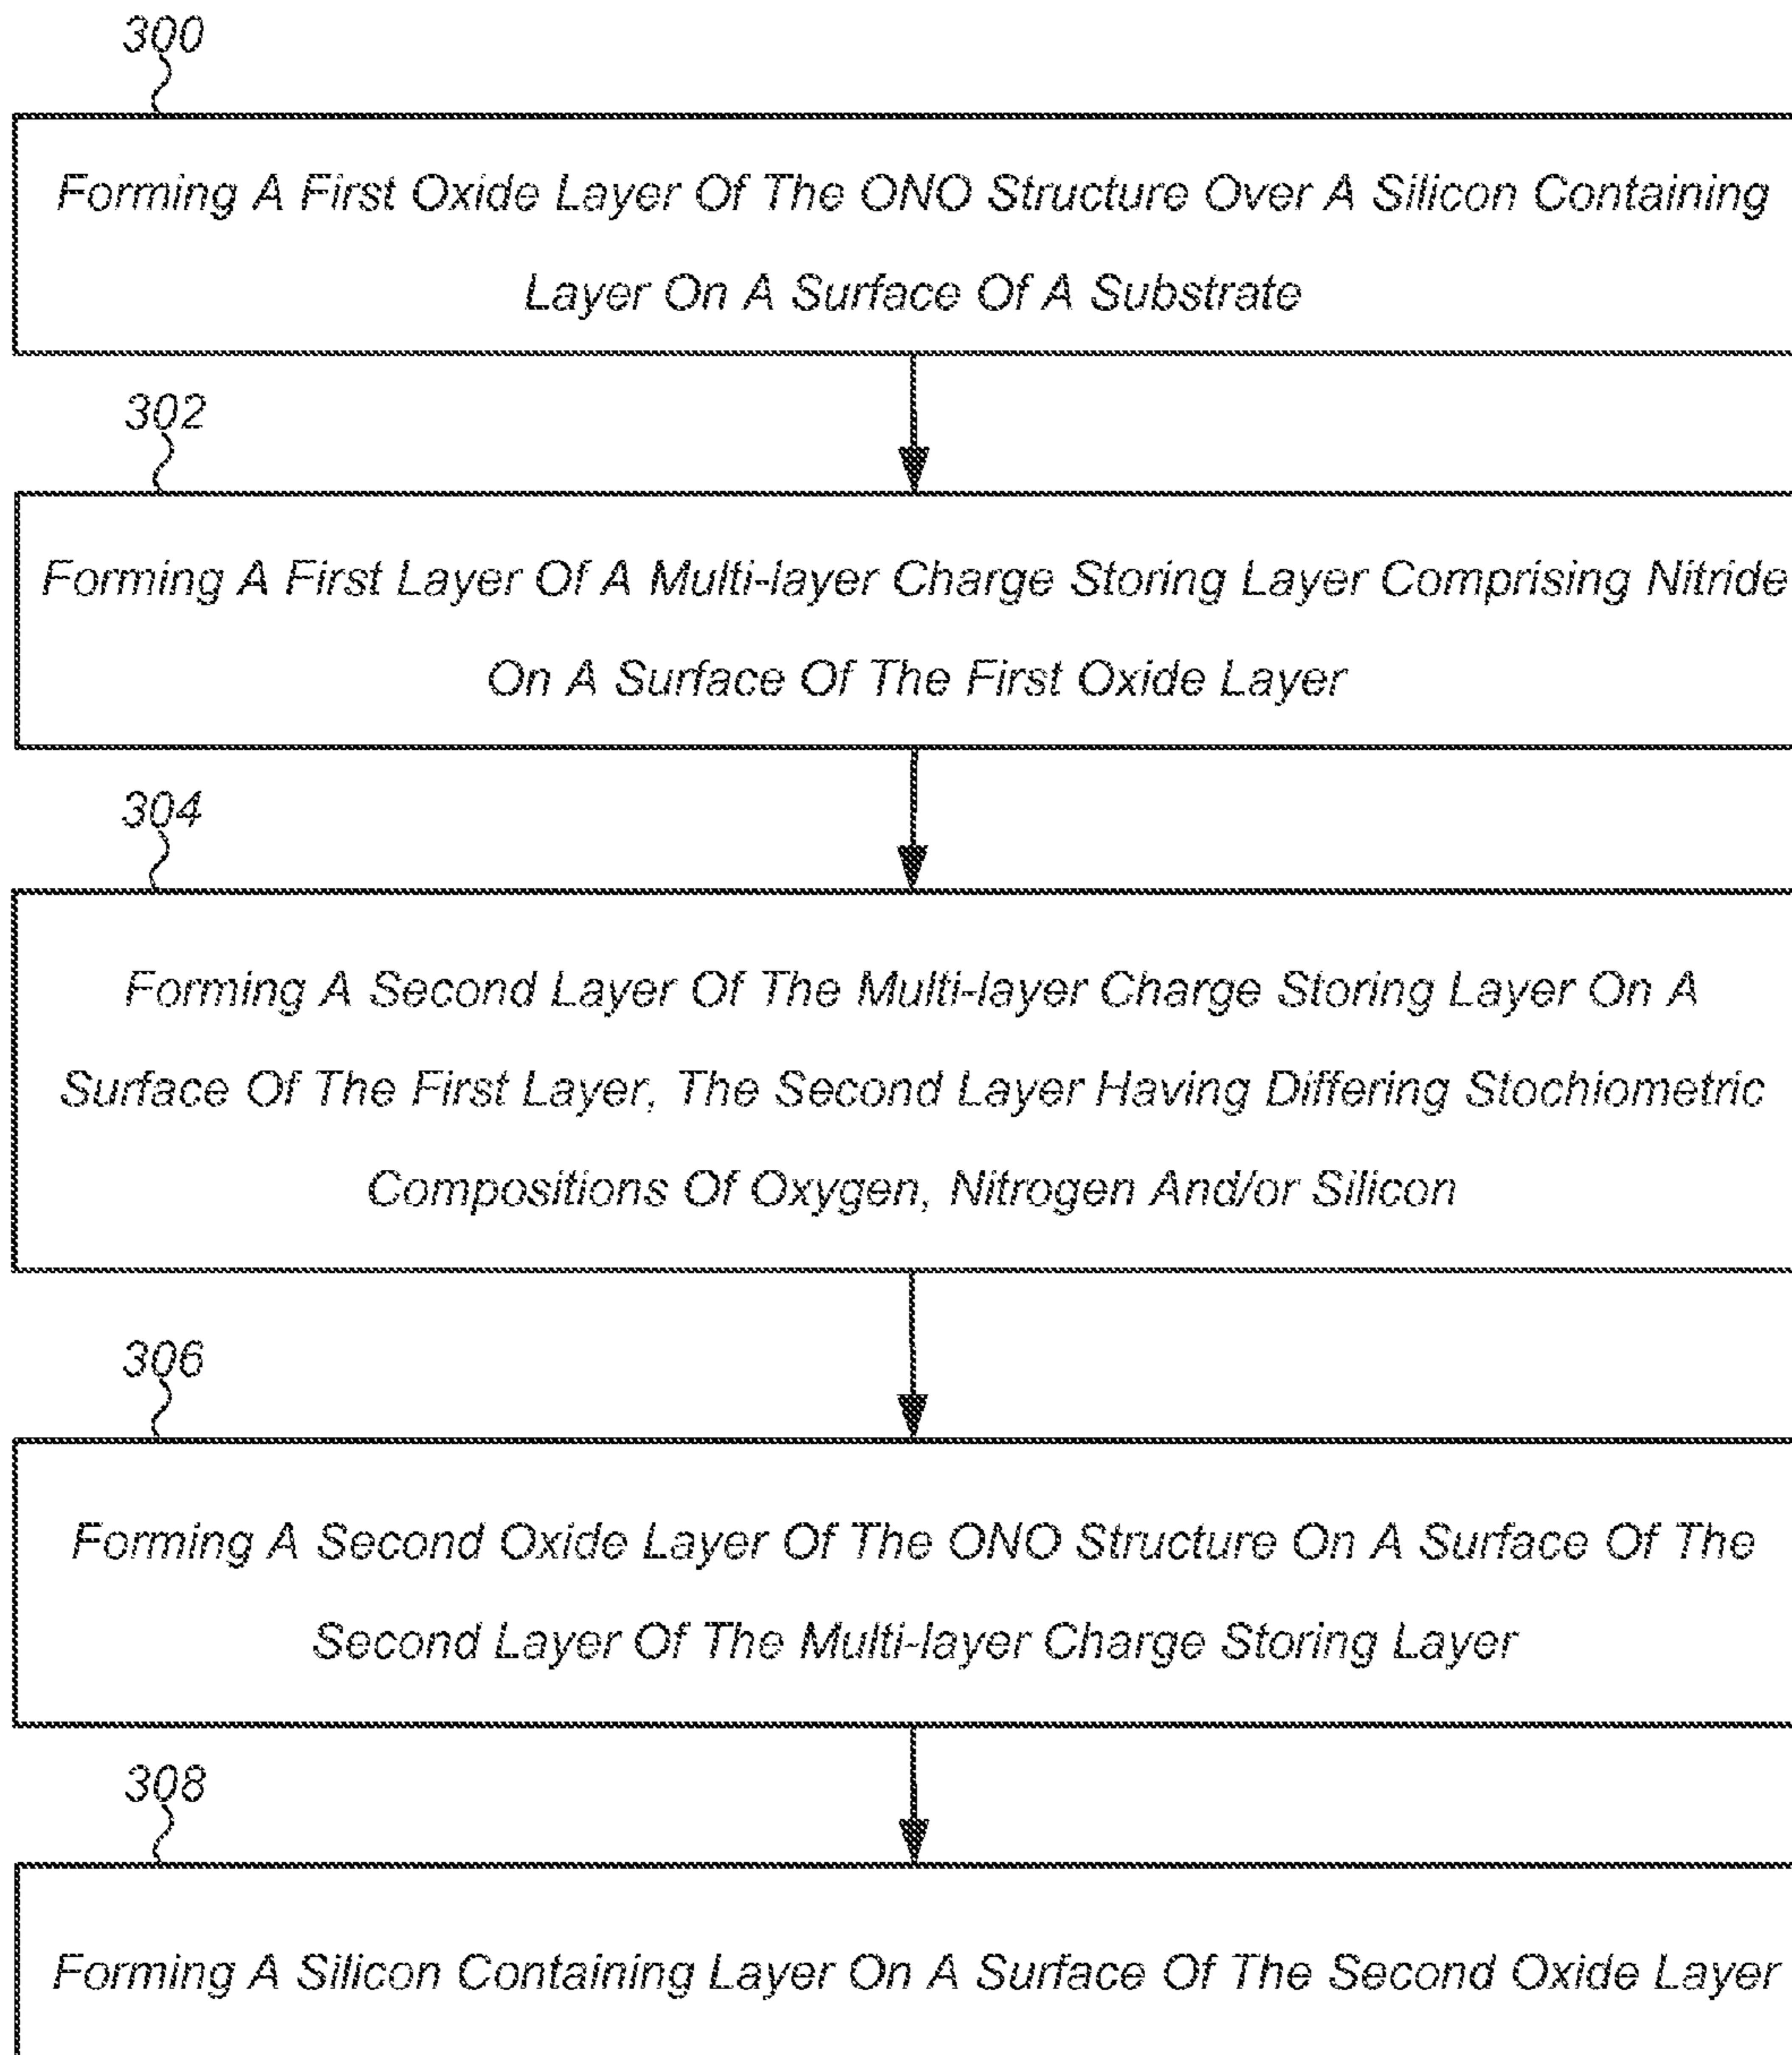 300
Forming A First Oxide Layer Of The ONO Structure Over A Silicon Containing
Layer On A Surface Of A Substrate
302
Forming A First Layer Of A Multi-layer Charge Storing Layer Comprising Nitride
On A Surface Of The First Oxide Layer
304
Forming A Second Layer Of The Multi-layer Charge Storing Layer On A
Surface Of The First Layer, The Second Layer Having Differing Stochiometric
Compositions Of Oxygen, Nitrogen And/or Silicon
306
Forming A Second Oxide Layer Of The ONO Structure On A Surface Of The
Second Layer Of The Multi-layer Charge Storing Layer
308
Forming A Silicon Containing Layer On A Surface Of The Second Oxide Layer